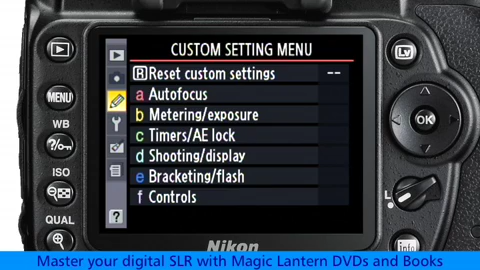 CUSTOM SETTING MENU
R Reset custom settings --
a Autofocus
b Metering/exposure
c Timers/AE lock
d Shooting/display
e Bracketing/flash
f Controls
?
MENU
WB
?/
ISO
QUAL
Lv
OK
L
info
Nikon
Master your digital SLR with Magic Lantern DVDs and Books